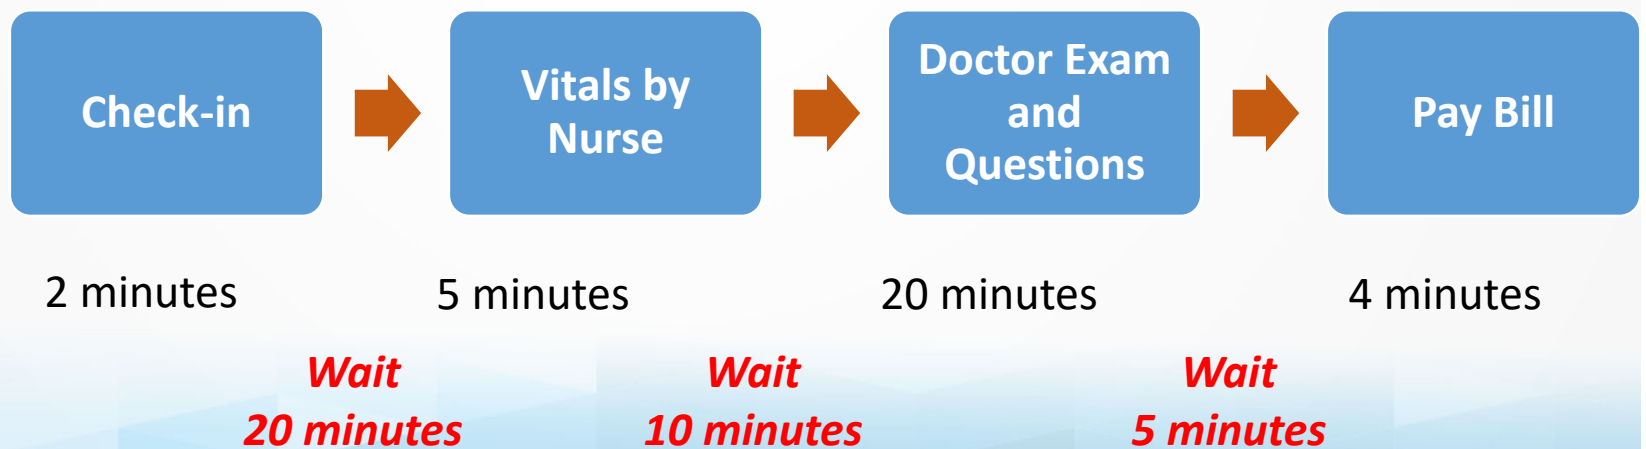 Check-in
Vitals by
Nurse
Doctor Exam
and
Questions
Pay Bill
2 minutes
5 minutes
20 minutes
4 minutes
Wait
20 minutes
Wait
10 minutes
Wait
5 minutes